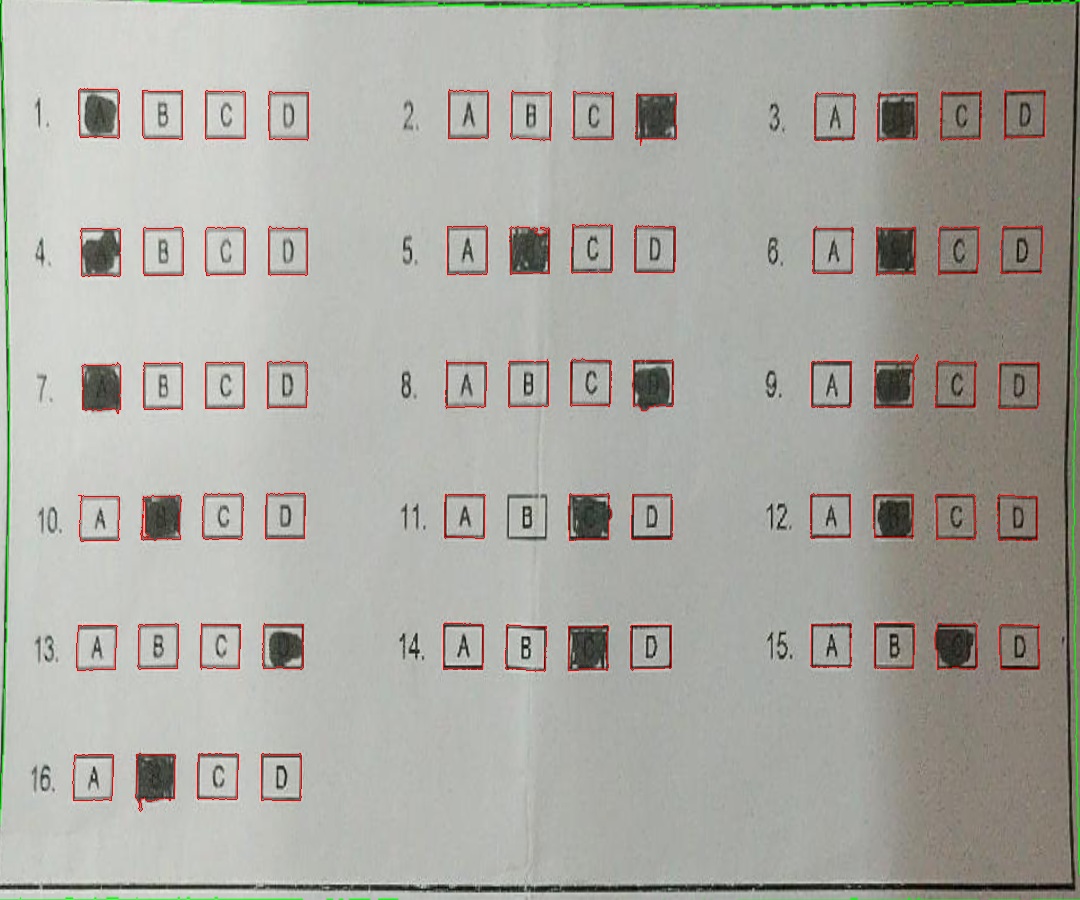 1. A B C D 2. A B C 3. A C D
4. B C D 5. A C D 6. A C D
7. A B C D 8. A B C D 9. A C D
10. A C D 11. A B C D 12. A C D
13. A B C D 14. A B C D 15. A B C D
16. A B C D